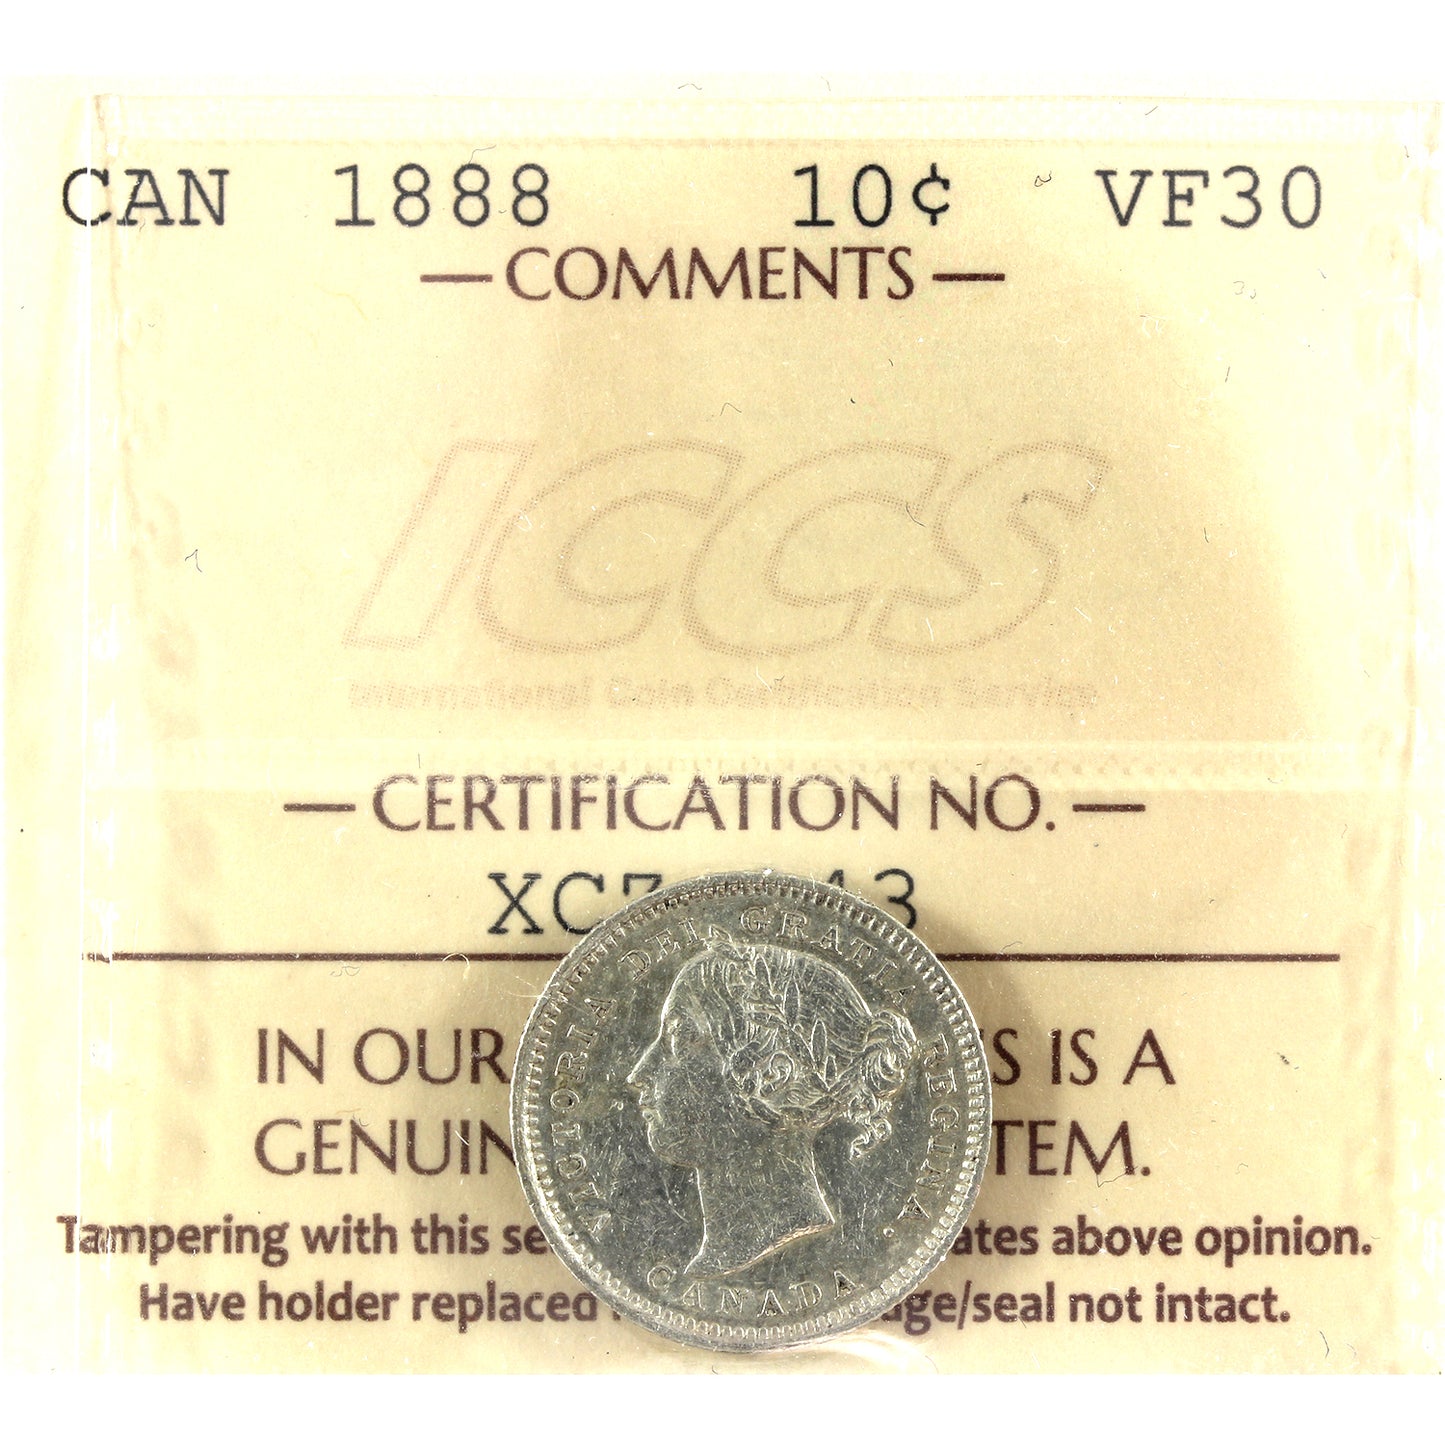 CAN 1888 10¢ VF30
— COMMENTS —
ICCS
International Coin Certification Service
— CERTIFICATION NO. —
IN OUR S IS A
GENUIN TEM.
Tampering with this se ates above opinion.
Have holder replaced ge/seal not intact.
VICTORIA DEI GRATIA REGINA.
CANADA